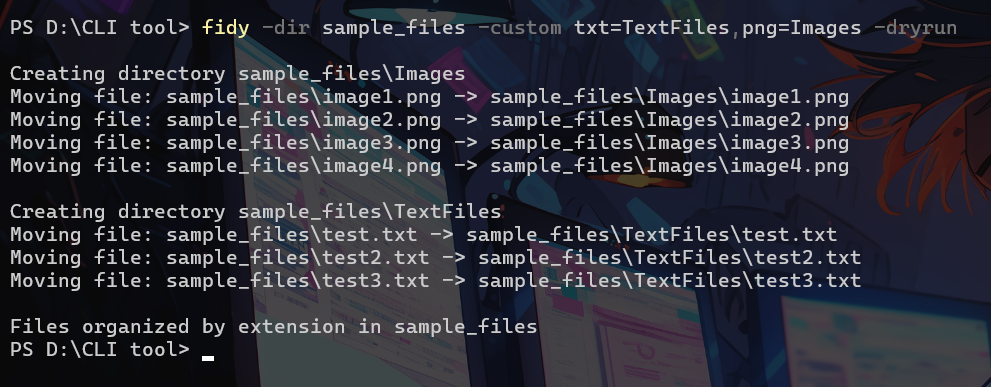 PS D:\CLI tool> fidy -dir sample_files -custom txt=TextFiles,png=Images -dryrun
Creating directory sample_files\Images
Moving file: sample_files\image1.png -> sample_files\Images\image1.png
Moving file: sample_files\image2.png -> sample_files\Images\image2.png
Moving file: sample_files\image3.png -> sample_files\Images\image3.png
Moving file: sample_files\image4.png -> sample_files\Images\image4.png
Creating directory sample_files\TextFiles
Moving file: sample_files\test.txt -> sample_files\TextFiles\test.txt
Moving file: sample_files\test2.txt -> sample_files\TextFiles\test2.txt
Moving file: sample_files\test3.txt -> sample_files\TextFiles\test3.txt
Files organized by extension in sample_files
PS D:\CLI tool>